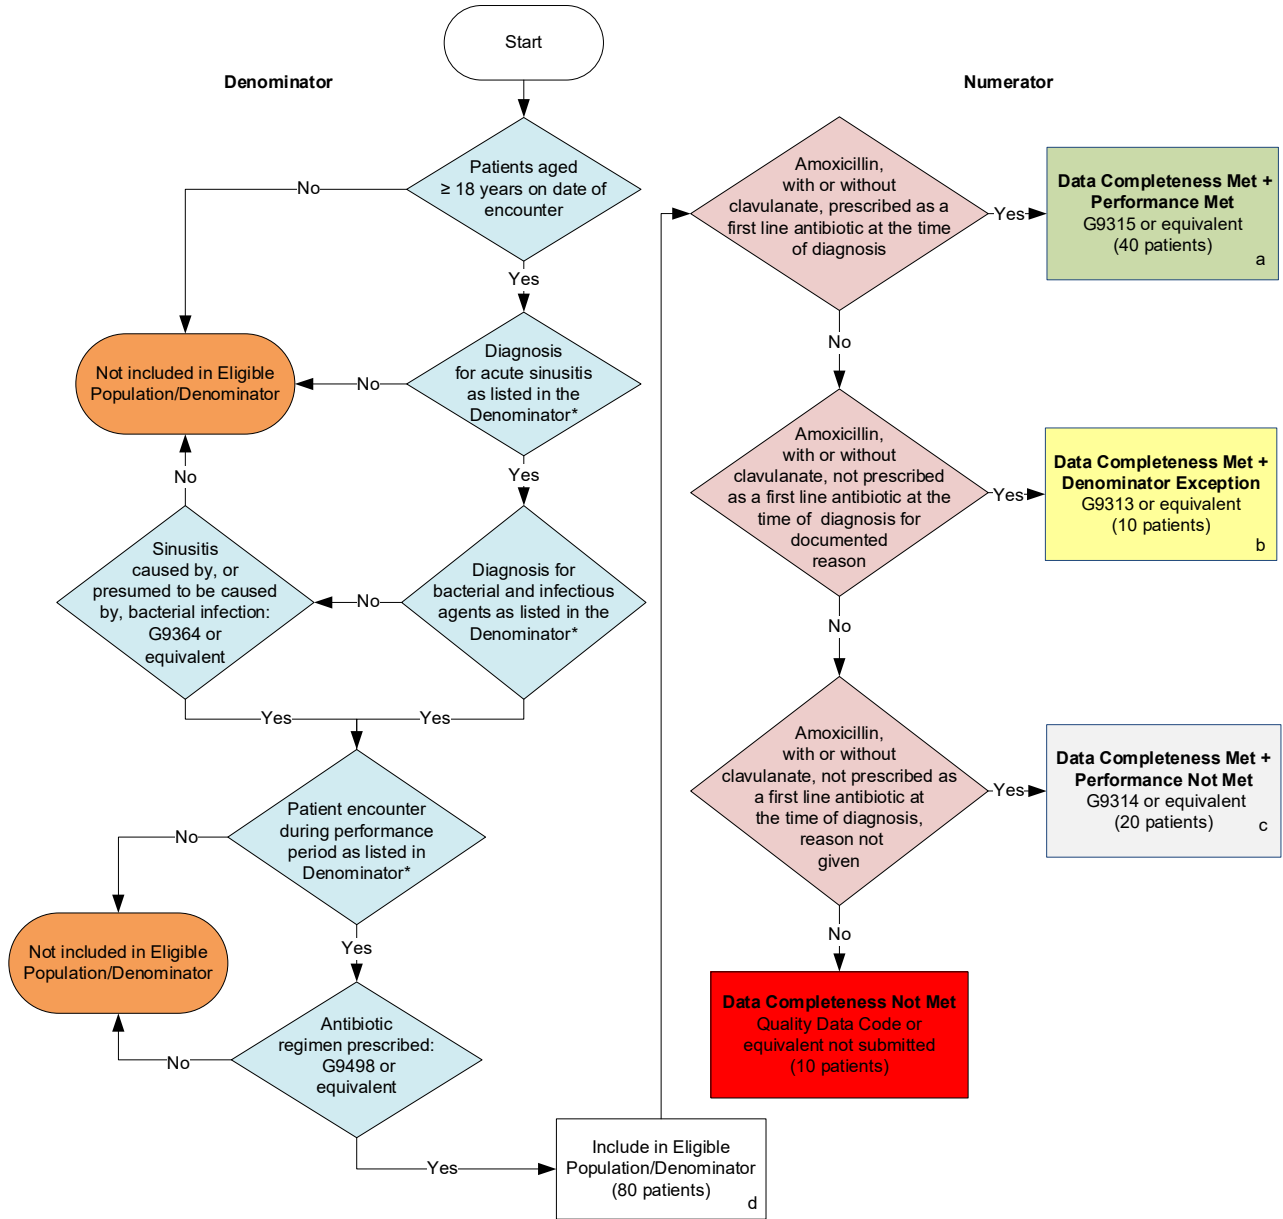 Start
Denominator
Patients aged
≥ 18 years on date of
encounter
No
Yes
Diagnosis
for acute sinusitis
as listed in the
Denominator*
No
Not included in Eligible
Population/Denominator
Yes
No
Diagnosis for
bacterial and infectious
agents as listed in the
Denominator*
No
Sinusitis
caused by, or
presumed to be caused
by, bacterial infection:
G9364 or
equivalent
Yes
Yes
Patient encounter
during performance
period as listed in
Denominator*
No
Not included in Eligible
Population/Denominator
Yes
Antibiotic
regimen prescribed:
G9498 or
equivalent
No
Yes
Include in Eligible
Population/Denominator
(80 patients)
d
Numerator
Amoxicillin,
with or without
clavulanate, prescribed as a
first line antibiotic at the time
of diagnosis
Yes
Data Completeness Met +
Performance Met
G9315 or equivalent
(40 patients)
a
No
Amoxicillin,
with or without
clavulanate, not prescribed
as a first line antibiotic at the
time of diagnosis for
documented
reason
Yes
Data Completeness Met +
Denominator Exception
G9313 or equivalent
(10 patients)
b
No
Amoxicillin,
with or without
clavulanate, not prescribed as
a first line antibiotic at
the time of diagnosis,
reason not
given
Yes
Data Completeness Met +
Performance Not Met
G9314 or equivalent
(20 patients)
c
No
Data Completeness Not Met
Quality Data Code or
equivalent not submitted
(10 patients)